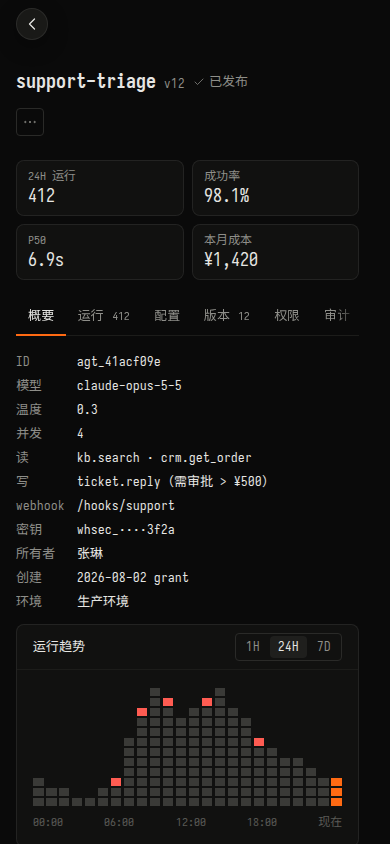 support-triage v12 ✓ 已发布
···
24H 运行
412
成功率
98.1%
P50
6.9s
本月成本
¥1,420
概要 运行 412 配置 版本 12 权限 审计
ID agt_41acf09e
模型 claude-opus-5-5
温度 0.3
并发 4
读 kb.search · crm.get_order
写 ticket.reply (需审批 > ¥500)
webhook /hooks/support
密钥 whsec_····3f2a
所有者 张琳
创建 2026-08-02 grant
环境 生产环境
运行趋势 1H 24H 7D
00:00 06:00 12:00 18:00 现在